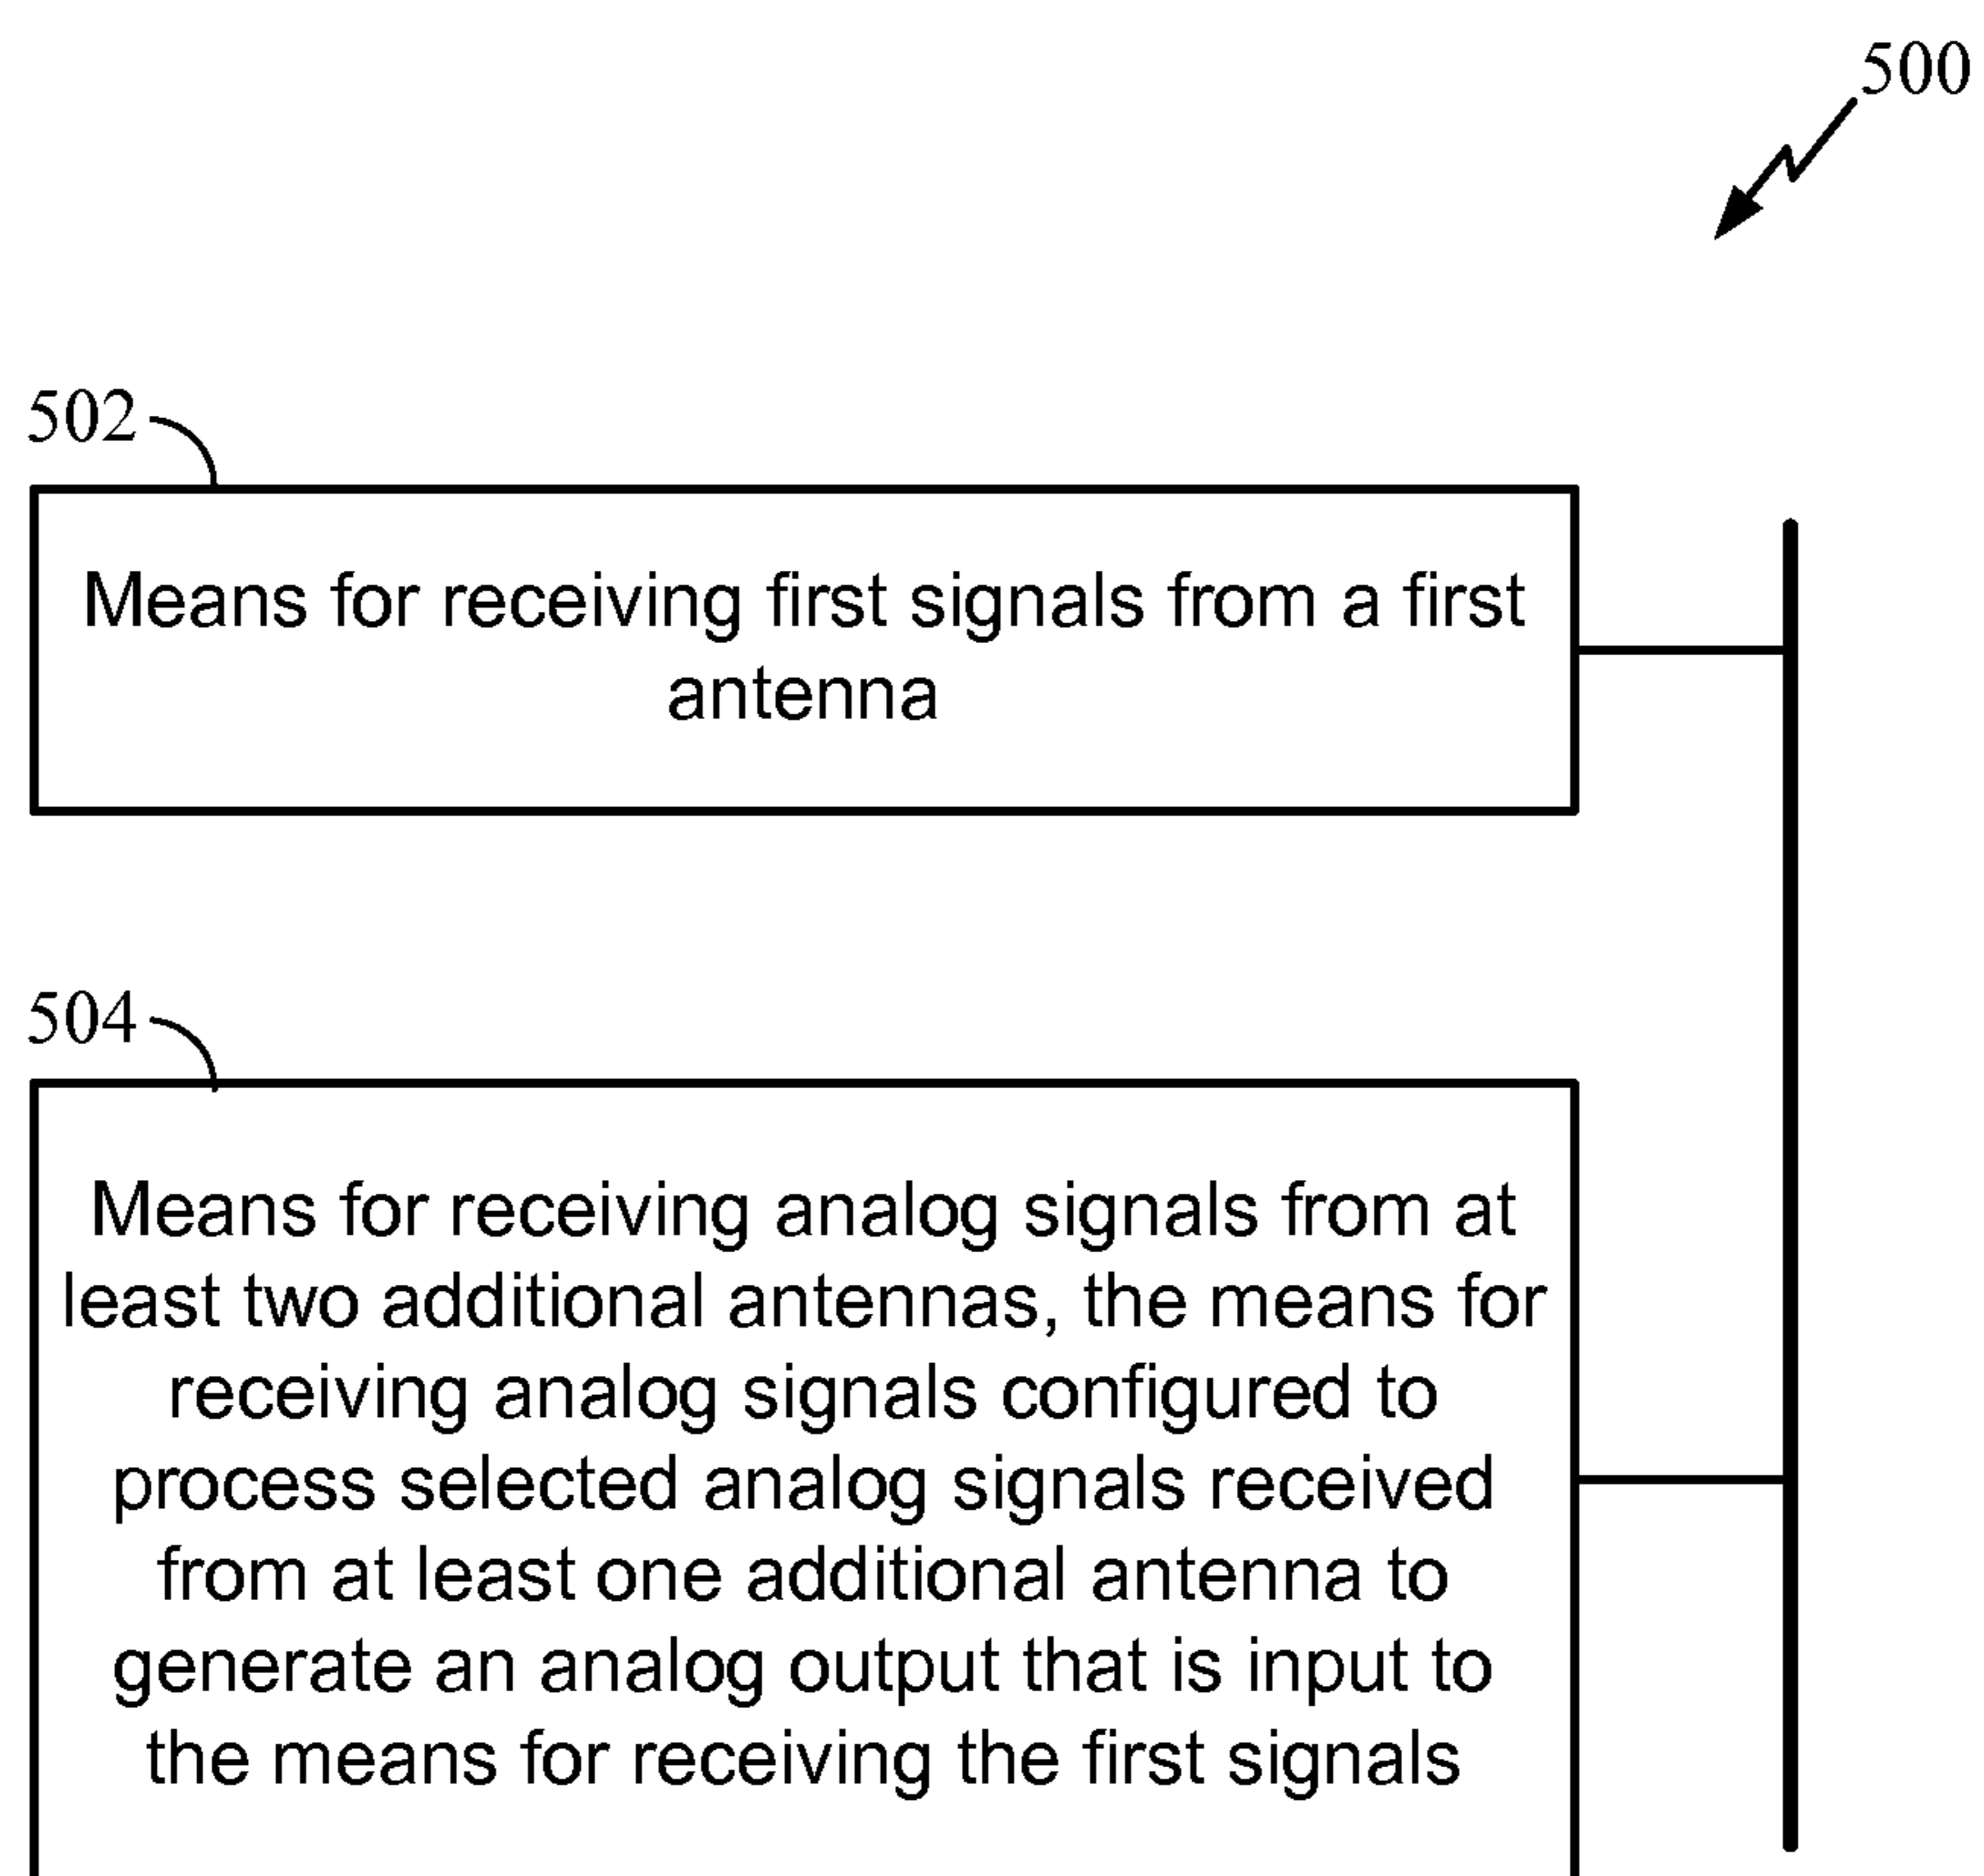 500
502
Means for receiving first signals from a first
antenna
504
Means for receiving analog signals from at
least two additional antennas, the means for
receiving analog signals configured to
process selected analog signals received
from at least one additional antenna to
generate an analog output that is input to
the means for receiving the first signals